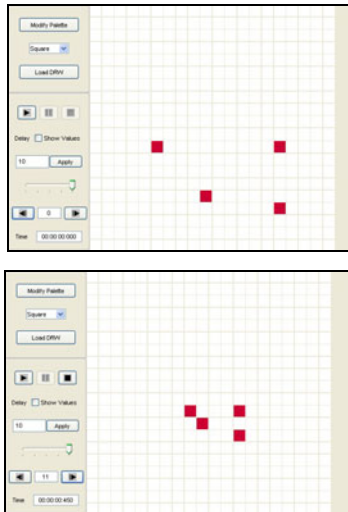 Modify Palette
Square
Load DRW
Delay Show Values
10 Apply
0
Time 00:00:00:000
Modify Palette
Square
Load DRW
Delay Show Values
10 Apply
11
Time 00:00:00:450